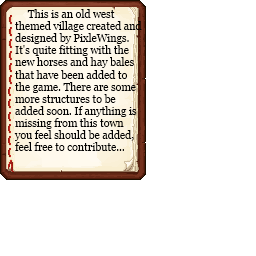 This is an old west
themed village created and
designed by PixleWings.
It's quite fitting with the
new horses and hay bales
that have been added to
the game. There are some
more structures to be
added soon. If anything is
missing from this town
you feel should be added,
feel free to contribute...